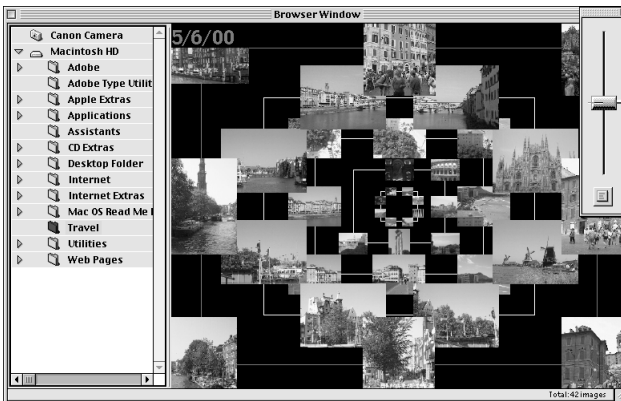 Browser Window
Canon Camera
Macintosh HD
Adobe
Adobe Type Utilit
Apple Extras
Applications
Assistants
CD Extras
Desktop Folder
Internet
Internet Extras
Mac OS Read Me
Travel
Utilities
Web Pages
5/6/00
Total:42 images